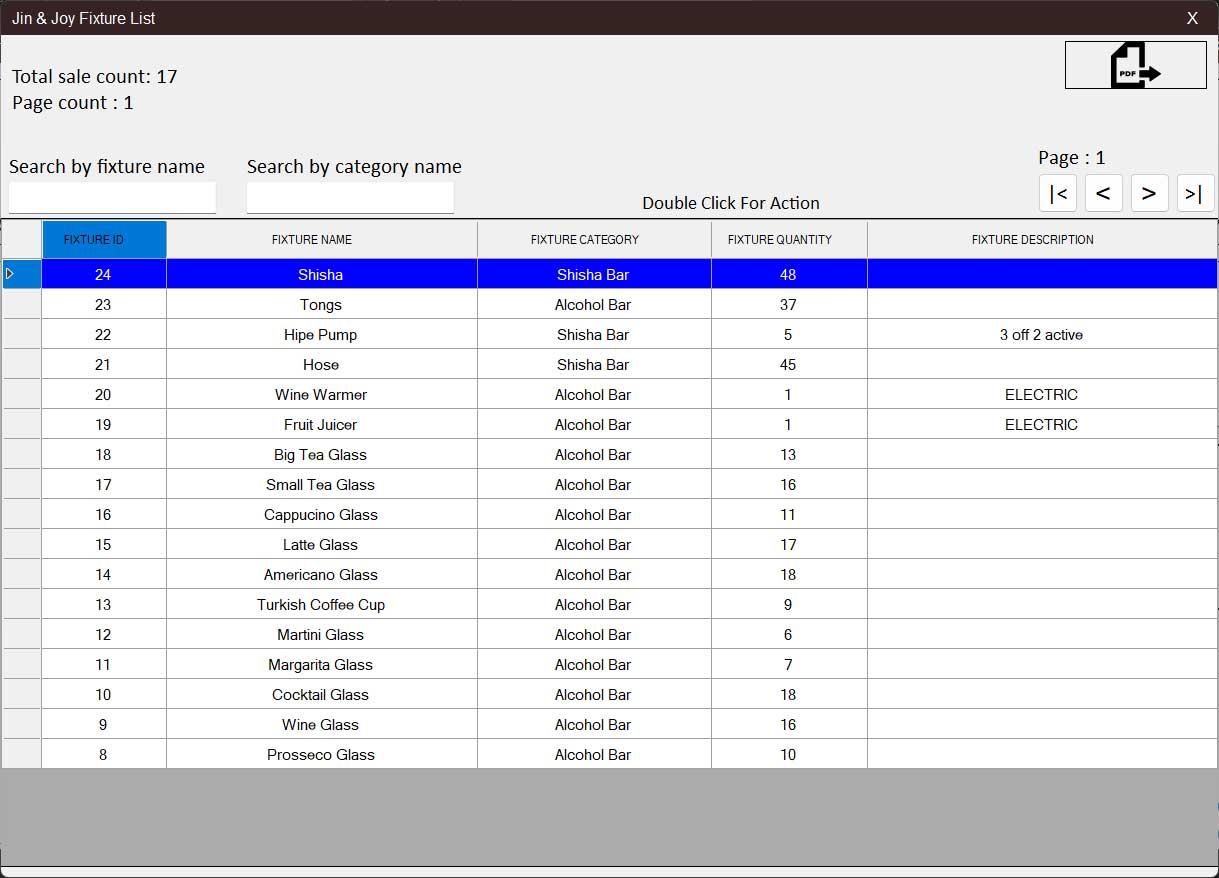 Jin & Joy Fixture List X
PDF
Total sale count: 17
Page count : 1
Page : 1
Search by fixture name Search by category name
|< < > >|
Double Click For Action
FIXTURE ID FIXTURE NAME FIXTURE CATEGORY FIXTURE QUANTITY FIXTURE DESCRIPTION
24 Shisha Shisha Bar 48
23 Tongs Alcohol Bar 37
22 Hipe Pump Shisha Bar 5 3 off 2 active
21 Hose Shisha Bar 45
20 Wine Warmer Alcohol Bar 1 ELECTRIC
19 Fruit Juicer Alcohol Bar 1 ELECTRIC
18 Big Tea Glass Alcohol Bar 13
17 Small Tea Glass Alcohol Bar 16
16 Cappucino Glass Alcohol Bar 11
15 Latte Glass Alcohol Bar 17
14 Americano Glass Alcohol Bar 18
13 Turkish Coffee Cup Alcohol Bar 9
12 Martini Glass Alcohol Bar 6
11 Margarita Glass Alcohol Bar 7
10 Cocktail Glass Alcohol Bar 18
9 Wine Glass Alcohol Bar 16
8 Prosseco Glass Alcohol Bar 10